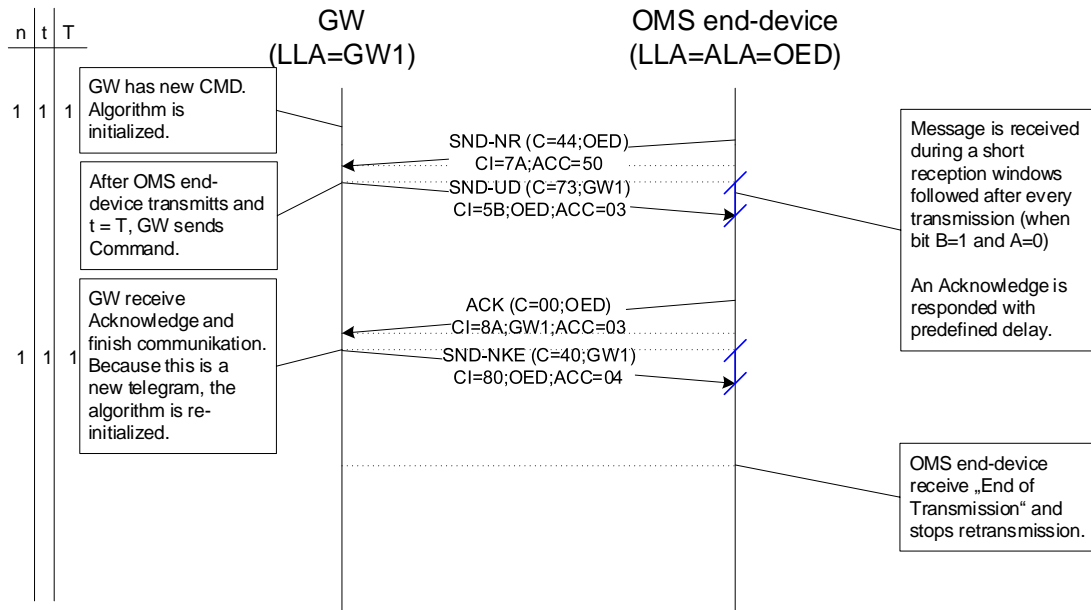 GW
(LLA=GW1)
OMS end-device
(LLA=ALA=OED)
n t T
GW has new CMD.
Algorithm is
initialized.
1 1 1
SND-NR (C=44;OED)
CI=7A;ACC=50
Message is received
during a short
reception windows
followed after every
transmission (when
bit B=1 and A=0)
An Acknowledge is
responded with
predefined delay.
After OMS end-
device transmitts and
t = T, GW sends
Command.
SND-UD (C=73;GW1)
CI=5B;OED;ACC=03
ACK (C=00;OED)
CI=8A;GW1;ACC=03
GW receive
Acknowledge and
finish communikation.
Because this is a
new telegram, the
algorithm is re-
initialized.
1 1 1
SND-NKE (C=40;GW1)
CI=80;OED;ACC=04
OMS end-device
receive „End of
Transmission“ and
stops retransmission.